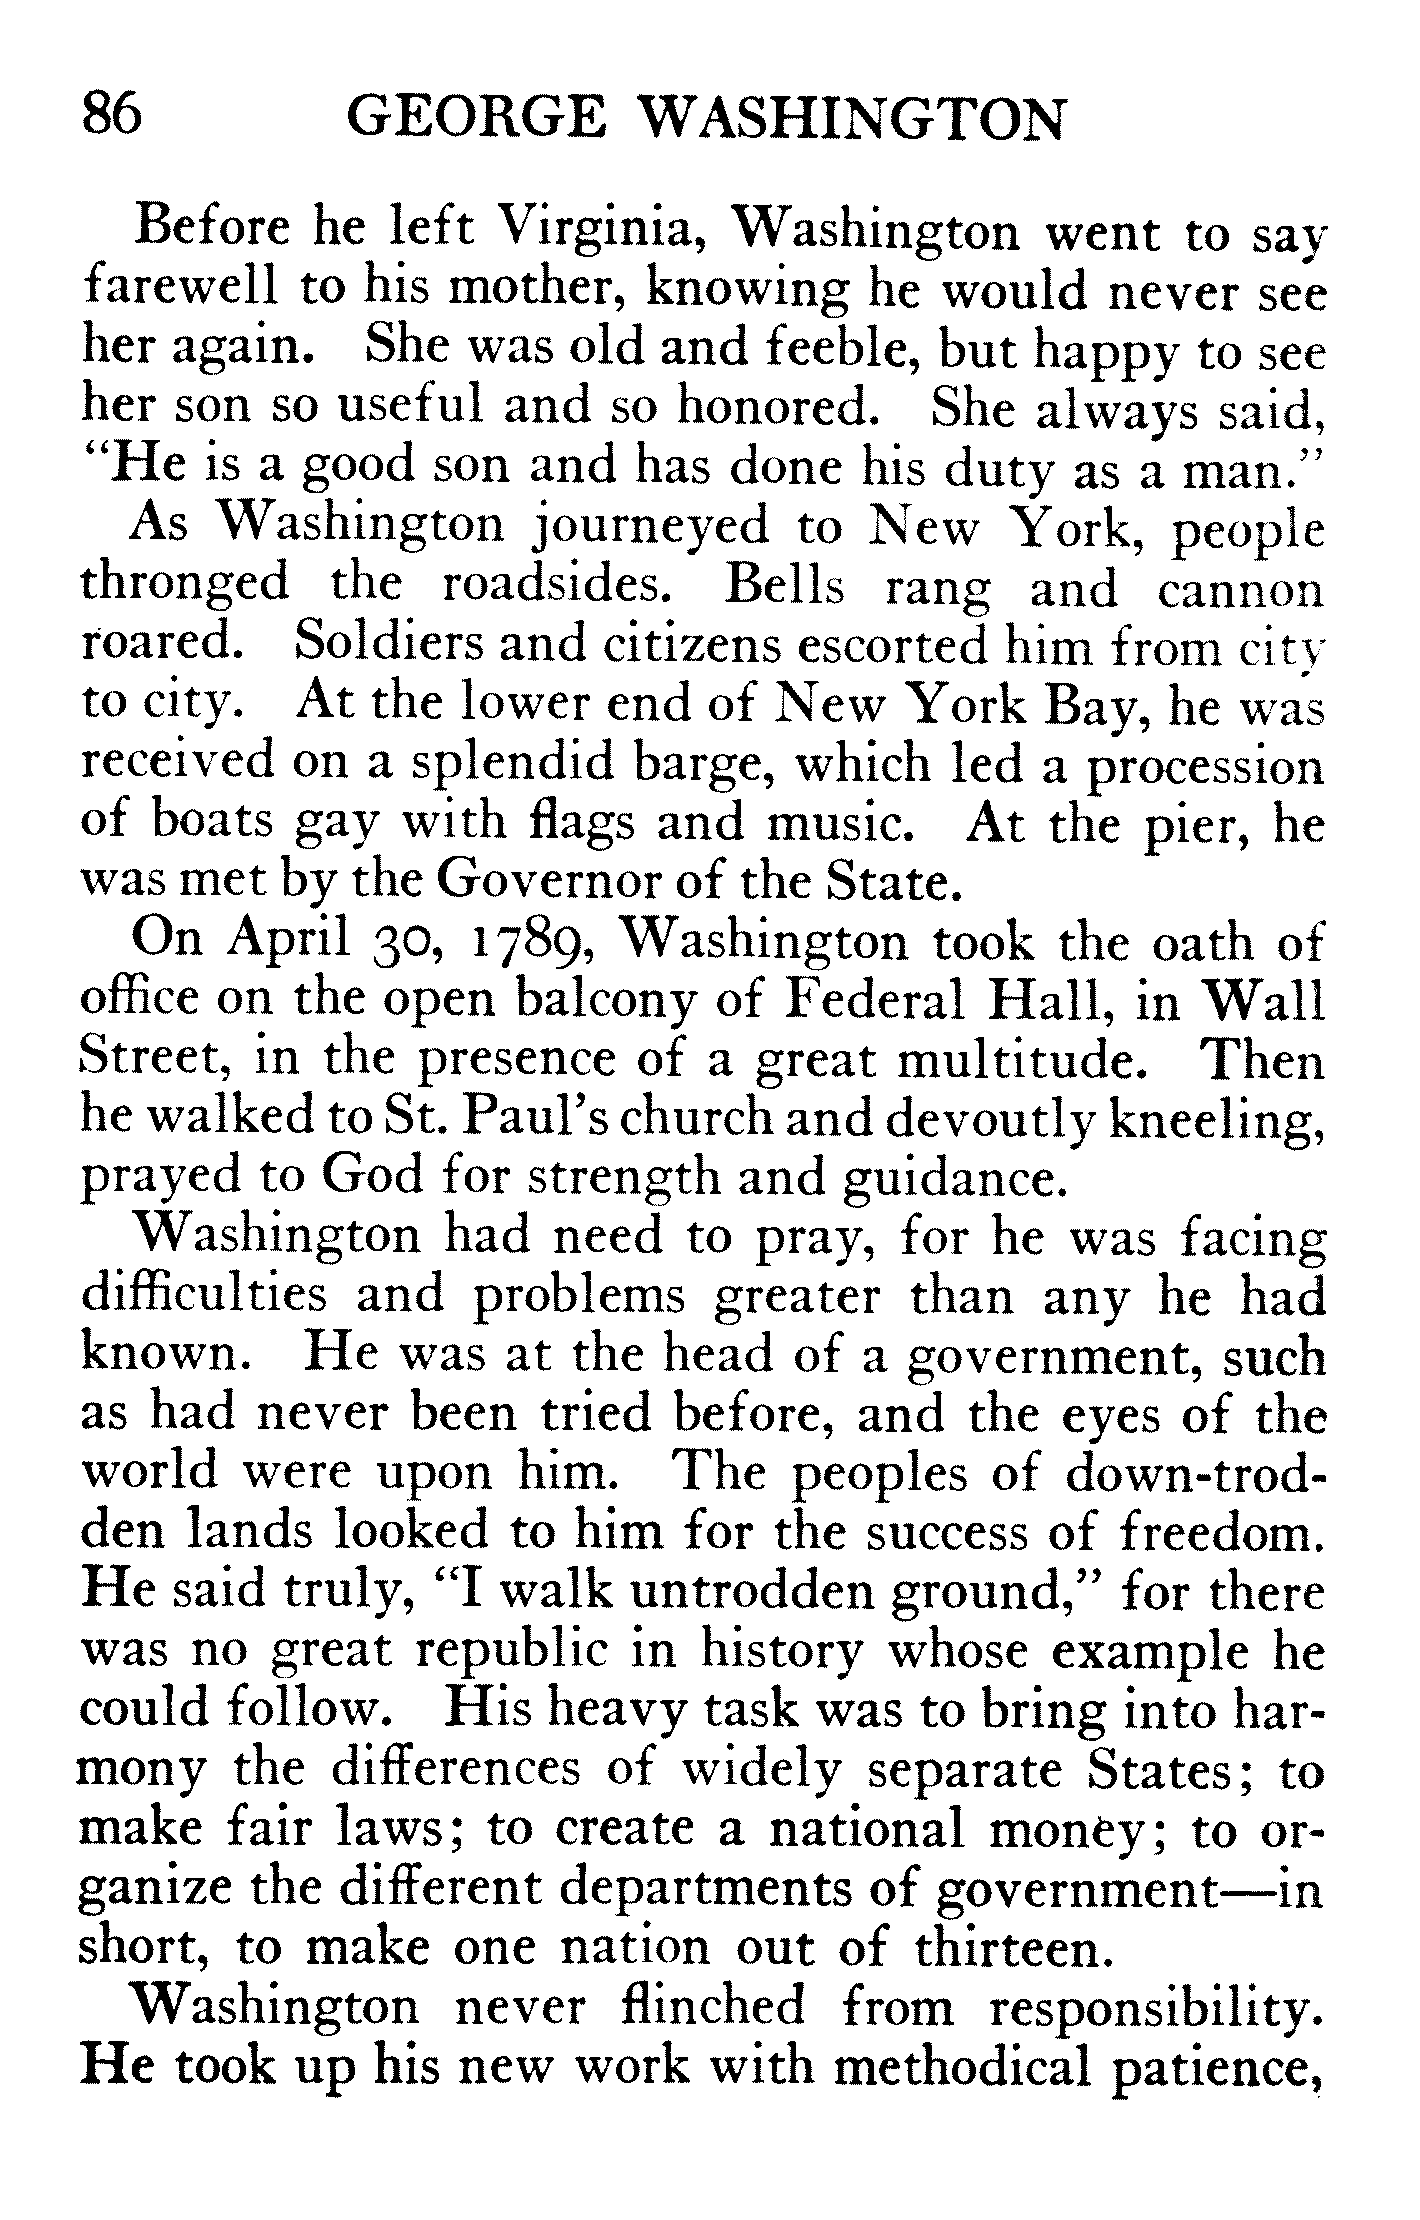 86 GEORGE WASHINGTON
Before he left Virginia, Washington went to say
farewell to his mother, knowing he would never see
her again. She was old and feeble, but happy to see
her son so useful and so honored. She always said,
“He is a good son and has done his duty as a man.”
As Washington journeyed to New York, people
thronged the roadsides. Bells rang and cannon
roared. Soldiers and citizens escorted him from city
to city. At the lower end of New York Bay, he was
received on a splendid barge, which led a procession
of boats gay with flags and music. At the pier, he
was met by the Governor of the State.
On April 30, 1789, Washington took the oath of
office on the open balcony of Federal Hall, in Wall
Street, in the presence of a great multitude. Then
he walked to St. Paul’s church and devoutly kneeling,
prayed to God for strength and guidance.
Washington had need to pray, for he was facing
difficulties and problems greater than any he had
known. He was at the head of a government, such
as had never been tried before, and the eyes of the
world were upon him. The peoples of down-trod-
den lands looked to him for the success of freedom.
He said truly, “I walk untrodden ground,” for there
was no great republic in history whose example he
could follow. His heavy task was to bring into har-
mony the differences of widely separate States; to
make fair laws; to create a national money; to or-
ganize the different departments of government—in
short, to make one nation out of thirteen.
Washington never flinched from responsibility.
He took up his new work with methodical patience,